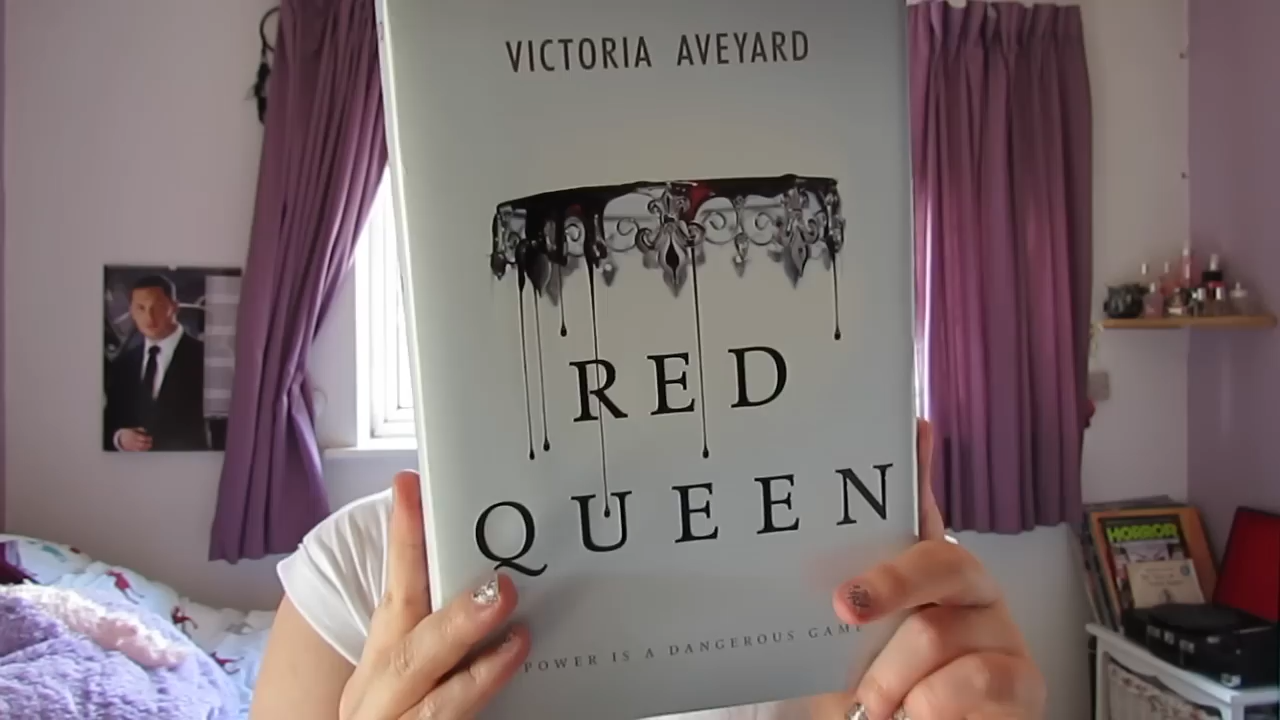 VICTORIA AVEYARD
RED
QUEEN
POWER IS A DANGEROUS GAME
HORROR